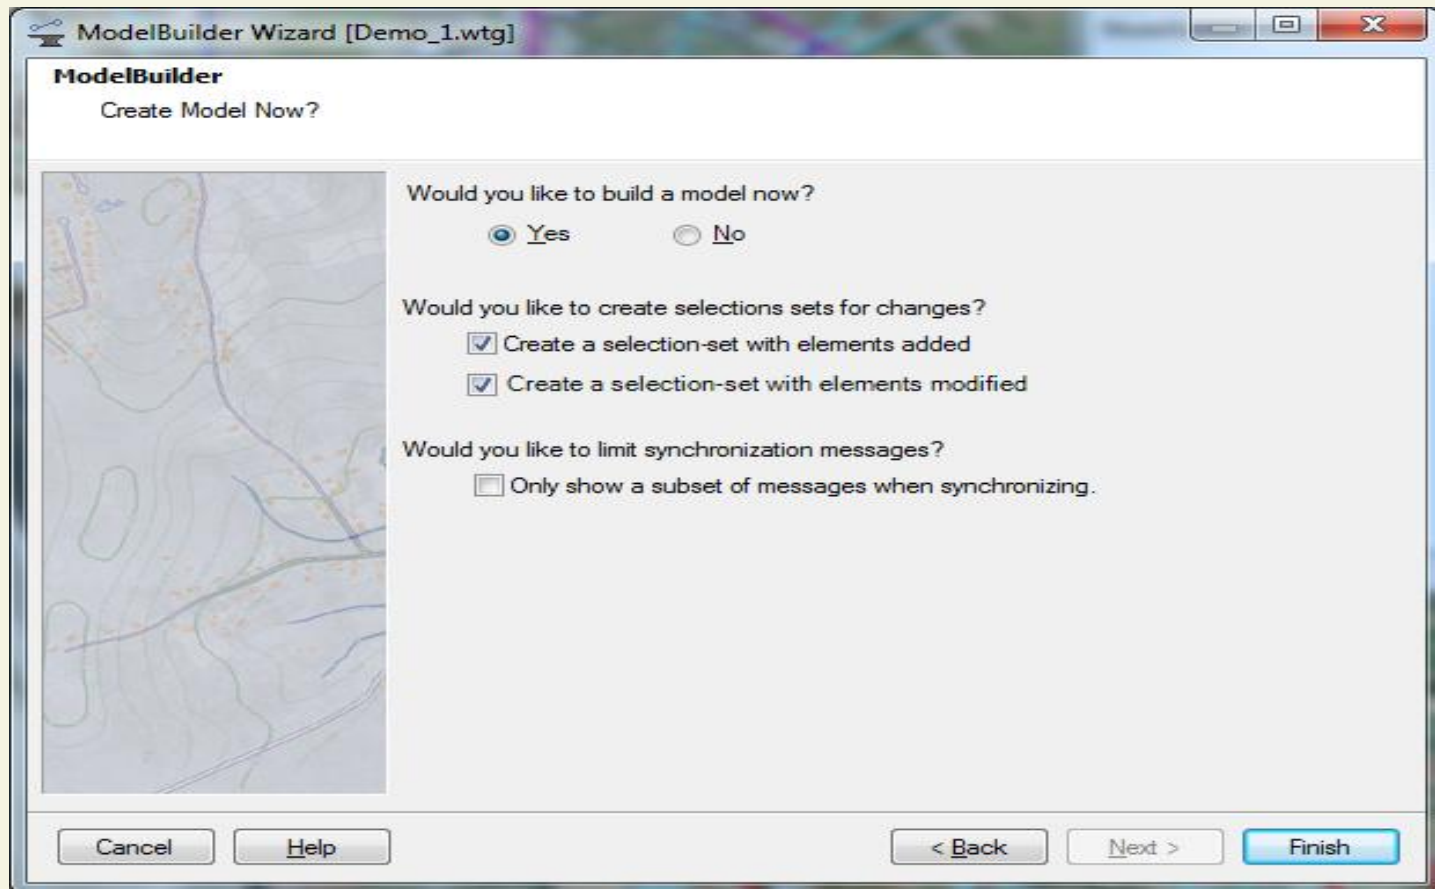 ModelBuilder Wizard [Demo_1.wtg]
ModelBuilder
Create Model Now?
Would you like to build a model now?
Yes No
Would you like to create selections sets for changes?
Create a selection-set with elements added
Create a selection-set with elements modified
Would you like to limit synchronization messages?
Only show a subset of messages when synchronizing.
Cancel Help < Back Next > Finish